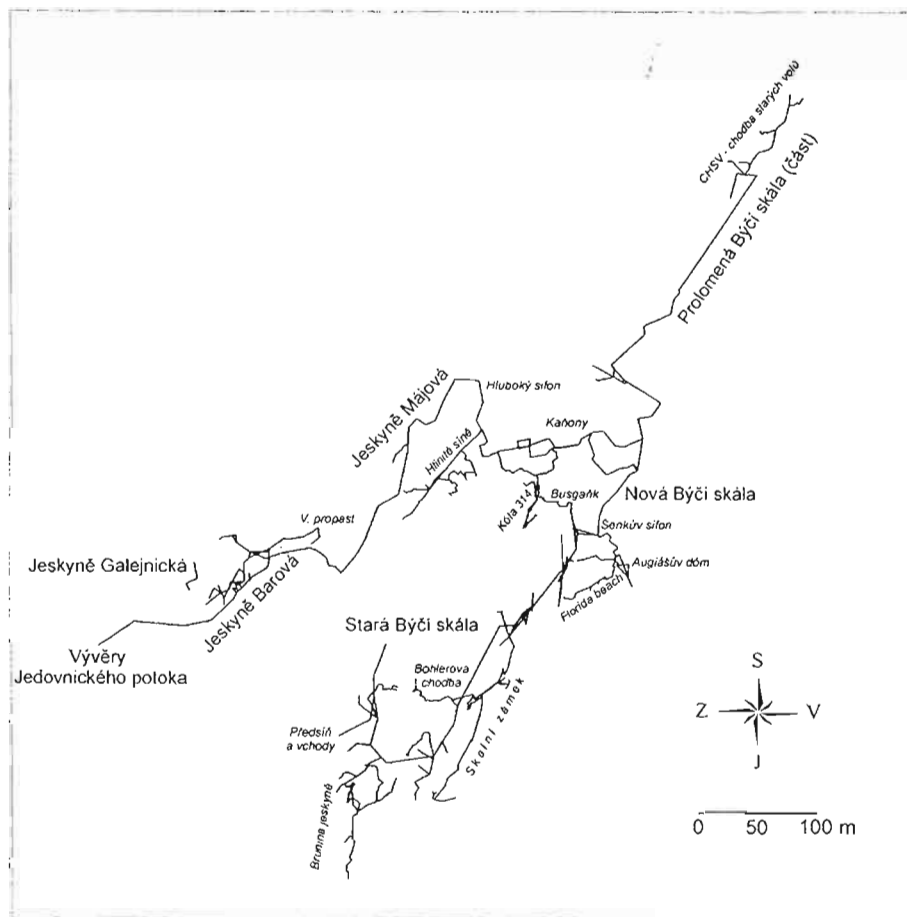 CHSV - chodba starých volů
Prolomená Býčí skála (část)
Jeskyně Májová
Hluboký sifon
Hlinité síně
Kaňony
Kóla 314
Busgaňk
Nová Býčí skála
Šenkův sifon
V. propast
Jeskyně Galejnická
Jeskyně Barová
Augiášův dóm
Florida beach
Stará Býčí skála
Vývěry
Jedovnického potoka
Bohlerova
chodba
Skalní zámek
Předsíň
a vchody
Brunina jeskyně
S
Z
V
J
0 50 100 m